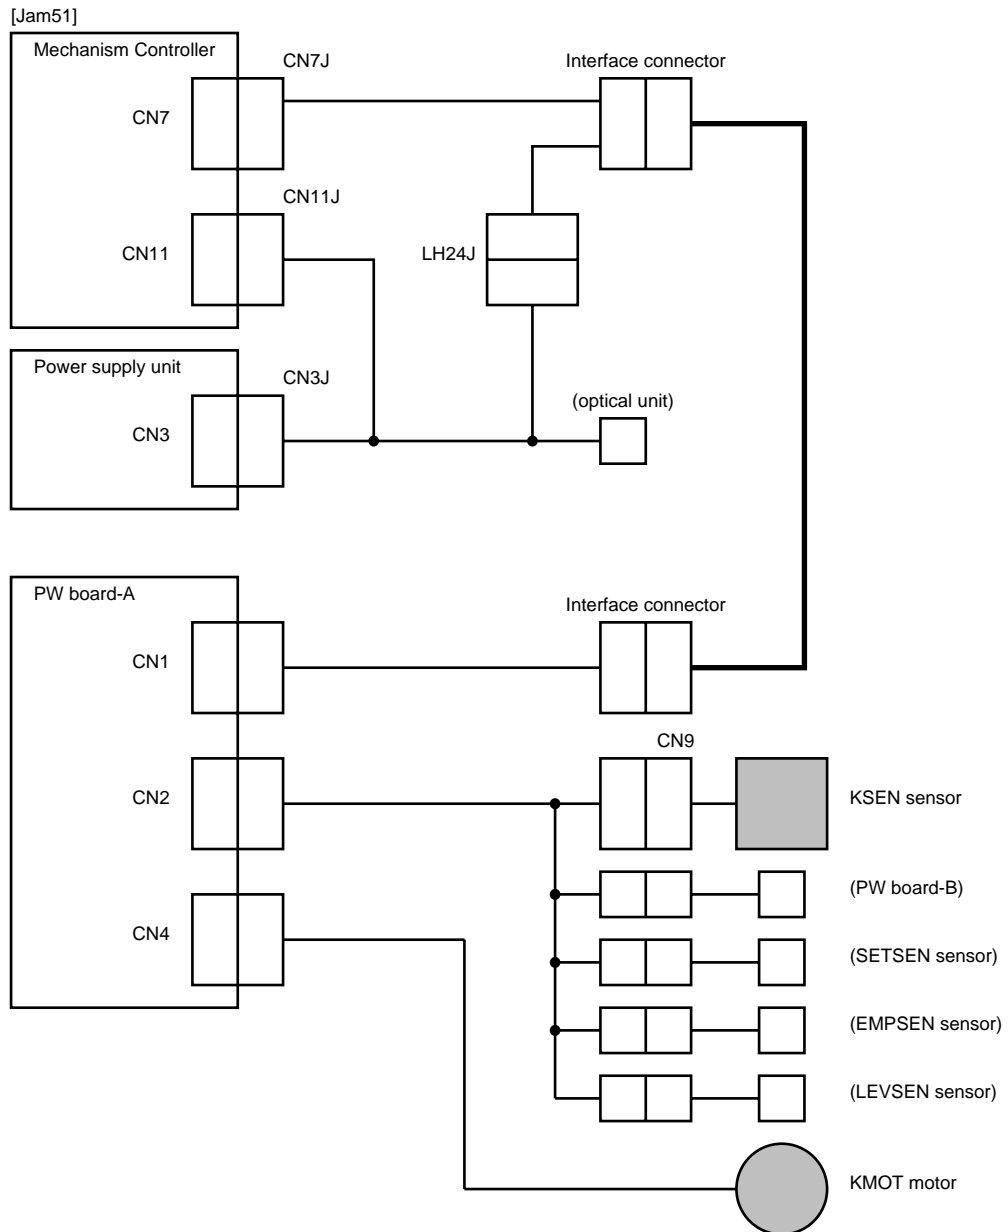 [Jam51]
Mechanism Controller
CN7J
Interface connector
CN7
CN11J
CN11
LH24J
Power supply unit
CN3J
(optical unit)
CN3
PW board-A
Interface connector
CN1
CN9
CN2
KSEN sensor
(PW board-B)
CN4
(SETSEN sensor)
(EMPSEN sensor)
(LEVSEN sensor)
KMOT motor